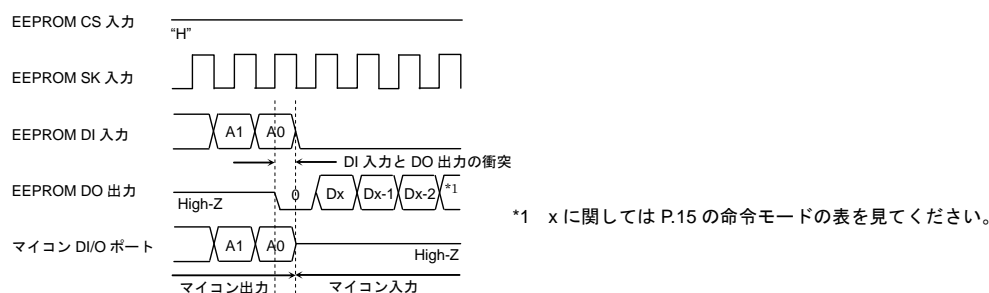 EEPROM CS 入力
“H”
EEPROM SK 入力
EEPROM DI 入力
A1
A0
DI 入力と DO 出力の衝突
EEPROM DO 出力
High-Z
0
Dx
Dx-1
Dx-2
*1
*1 x に関しては P.15 の命令モードの表を見てください。
マイコン DI/O ポート
A1
A0
High-Z
マイコン出力
マイコン入力